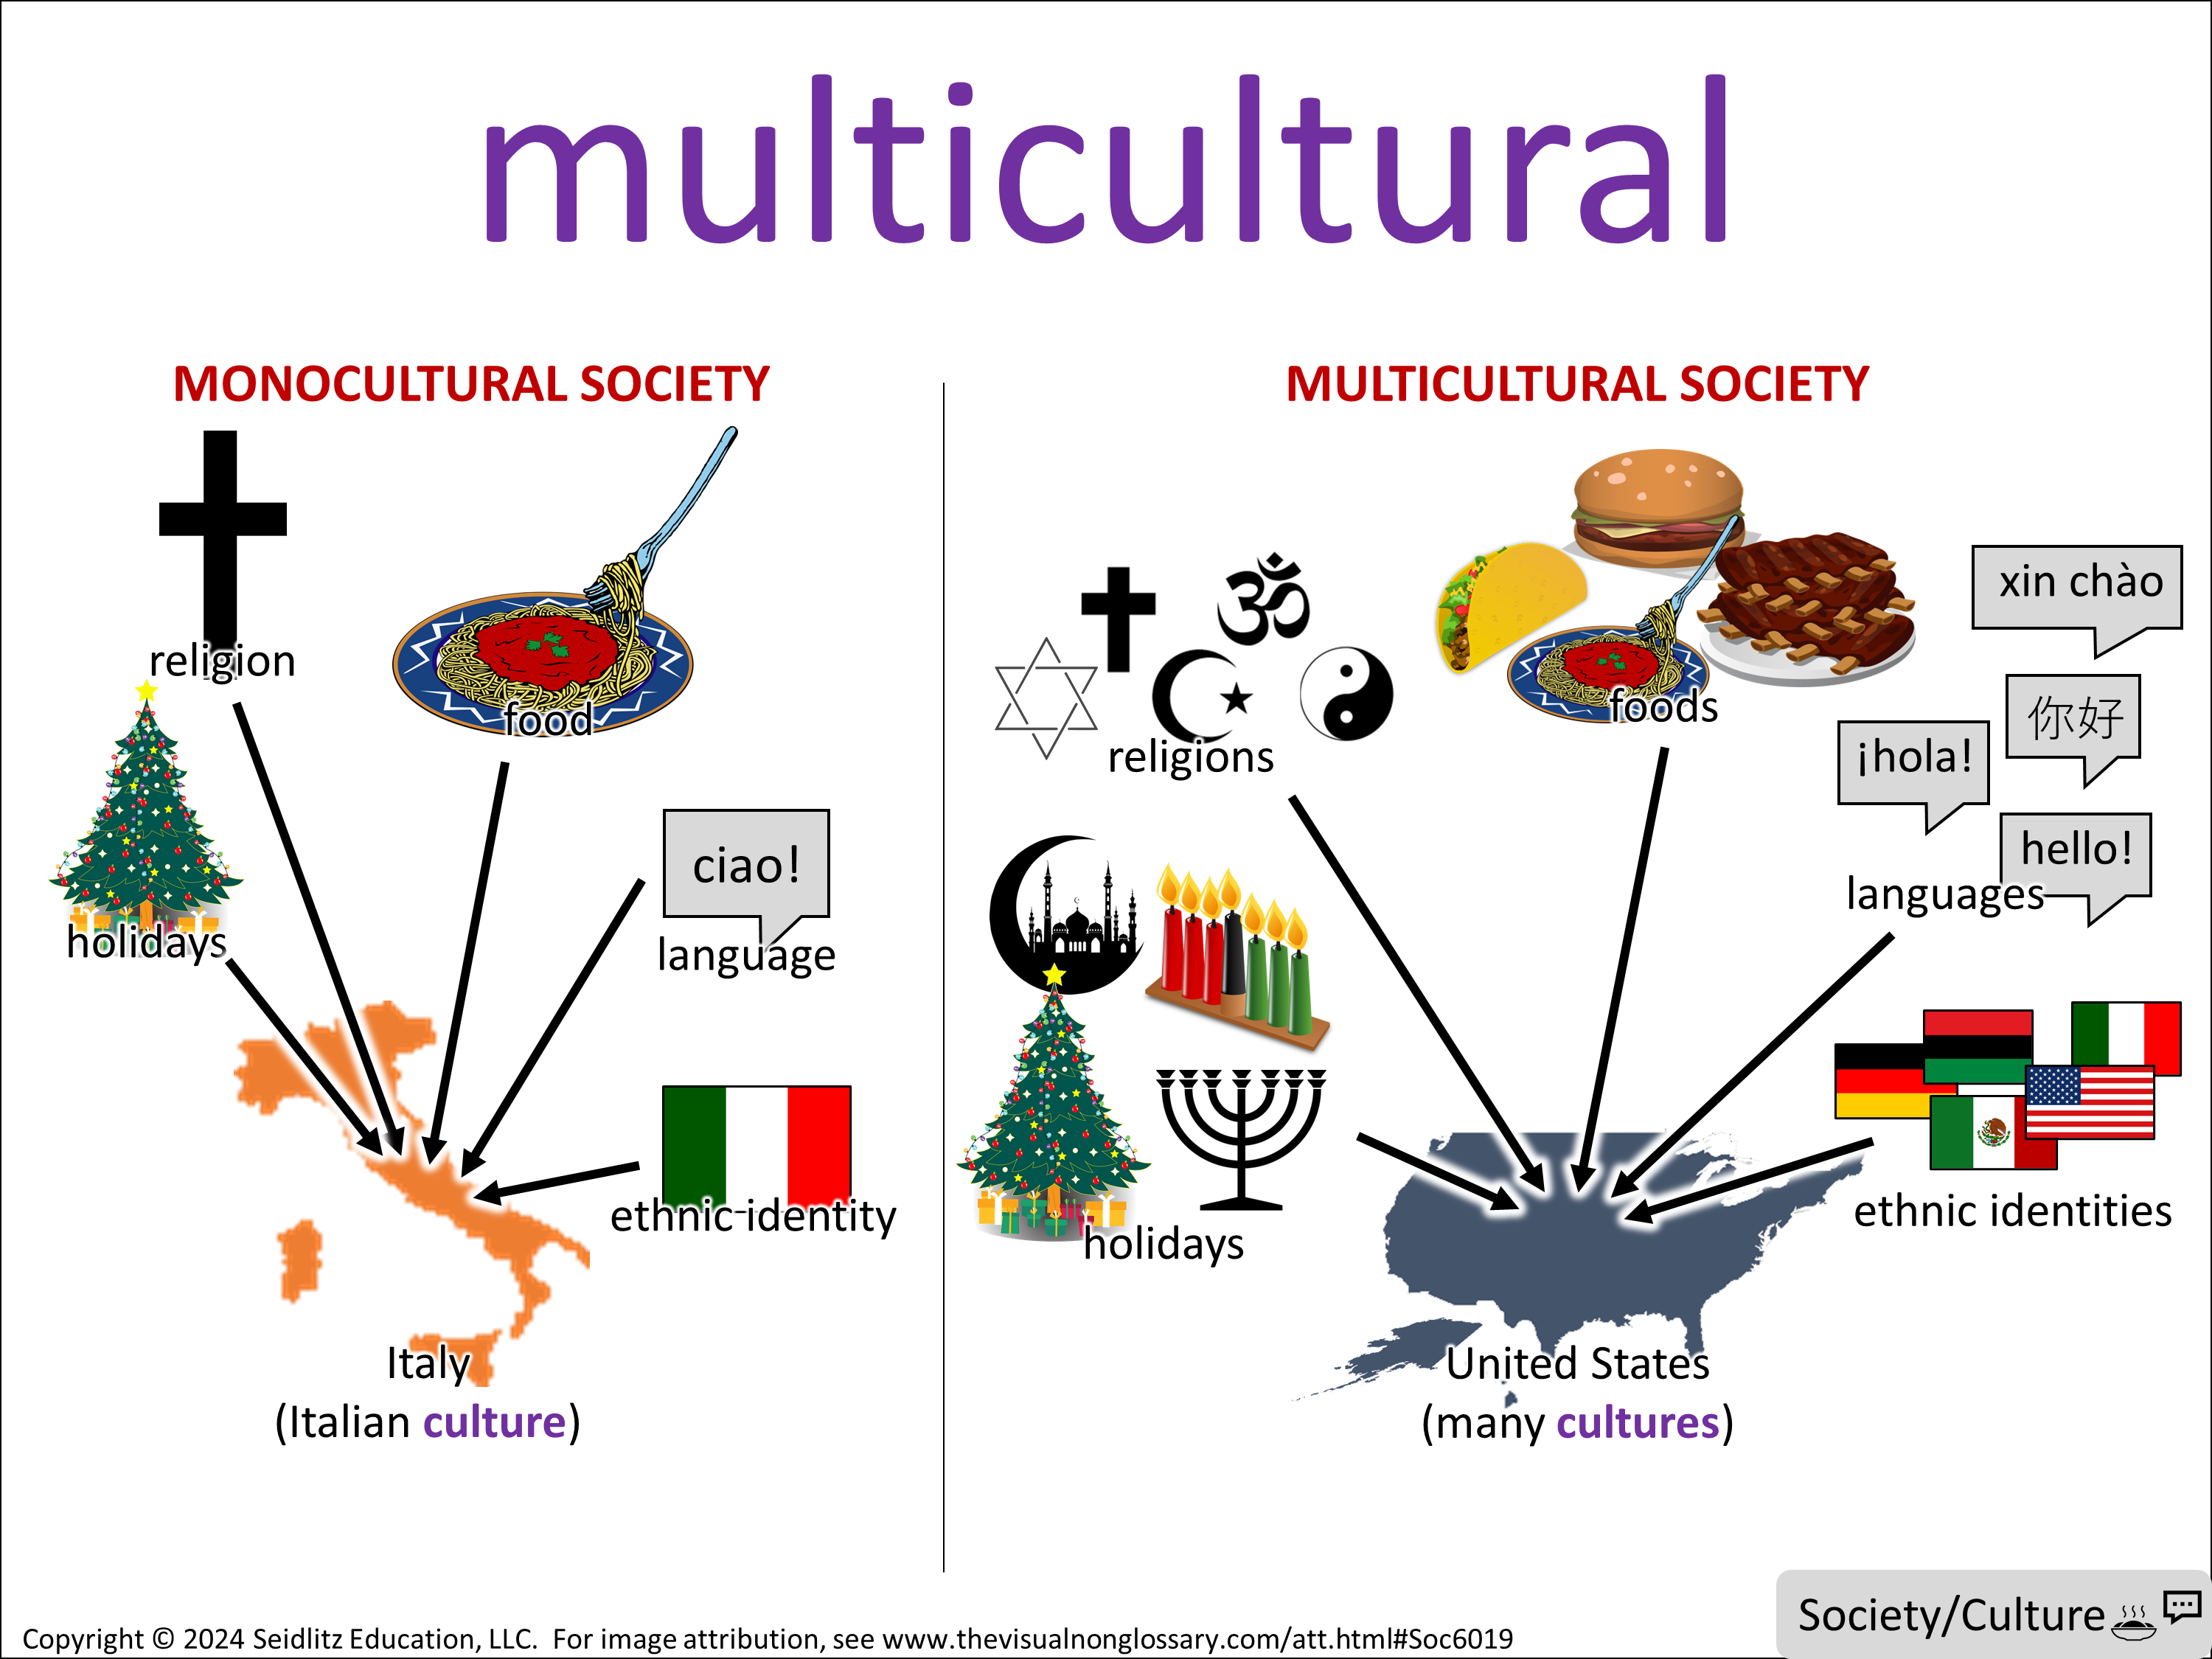 multicultural
MONOCULTURAL SOCIETY
religion
food
holidays
ciao!
language
ethnic identity
Italy
(Italian culture)
MULTICULTURAL SOCIETY
religions
foods
xin chào
你好
¡hola!
hello!
languages
holidays
ethnic identities
United States
(many cultures)
Society/Culture
Copyright © 2024 Seidlitz Education, LLC.  For image attribution, see www.thevisualnonglossary.com/att.html#Soc6019